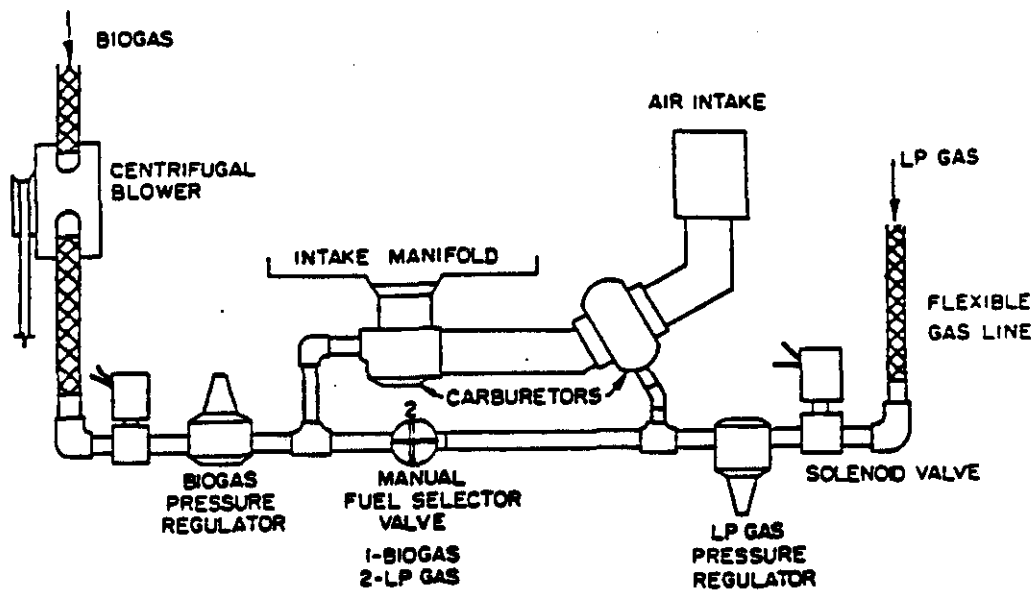 BIOGAS
CENTRIFUGAL
BLOWER
AIR INTAKE
LP GAS
INTAKE MANIFOLD
FLEXIBLE
GAS LINE
CARBURETORS
2
BIOGAS
PRESSURE
REGULATOR
MANUAL
FUEL SELECTOR
VALVE
1-BIOGAS
2-LP GAS
LP GAS
PRESSURE
REGULATOR
SOLENOID VALVE